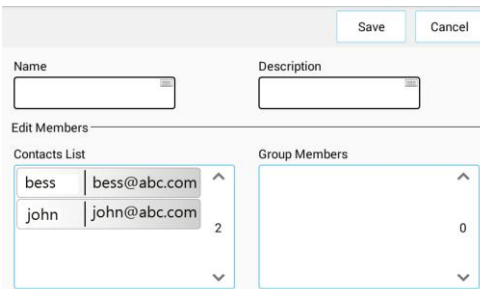 Save Cancel
Name Description
Edit Members
Contacts List Group Members
bess bess@abc.com
john john@abc.com
2 0